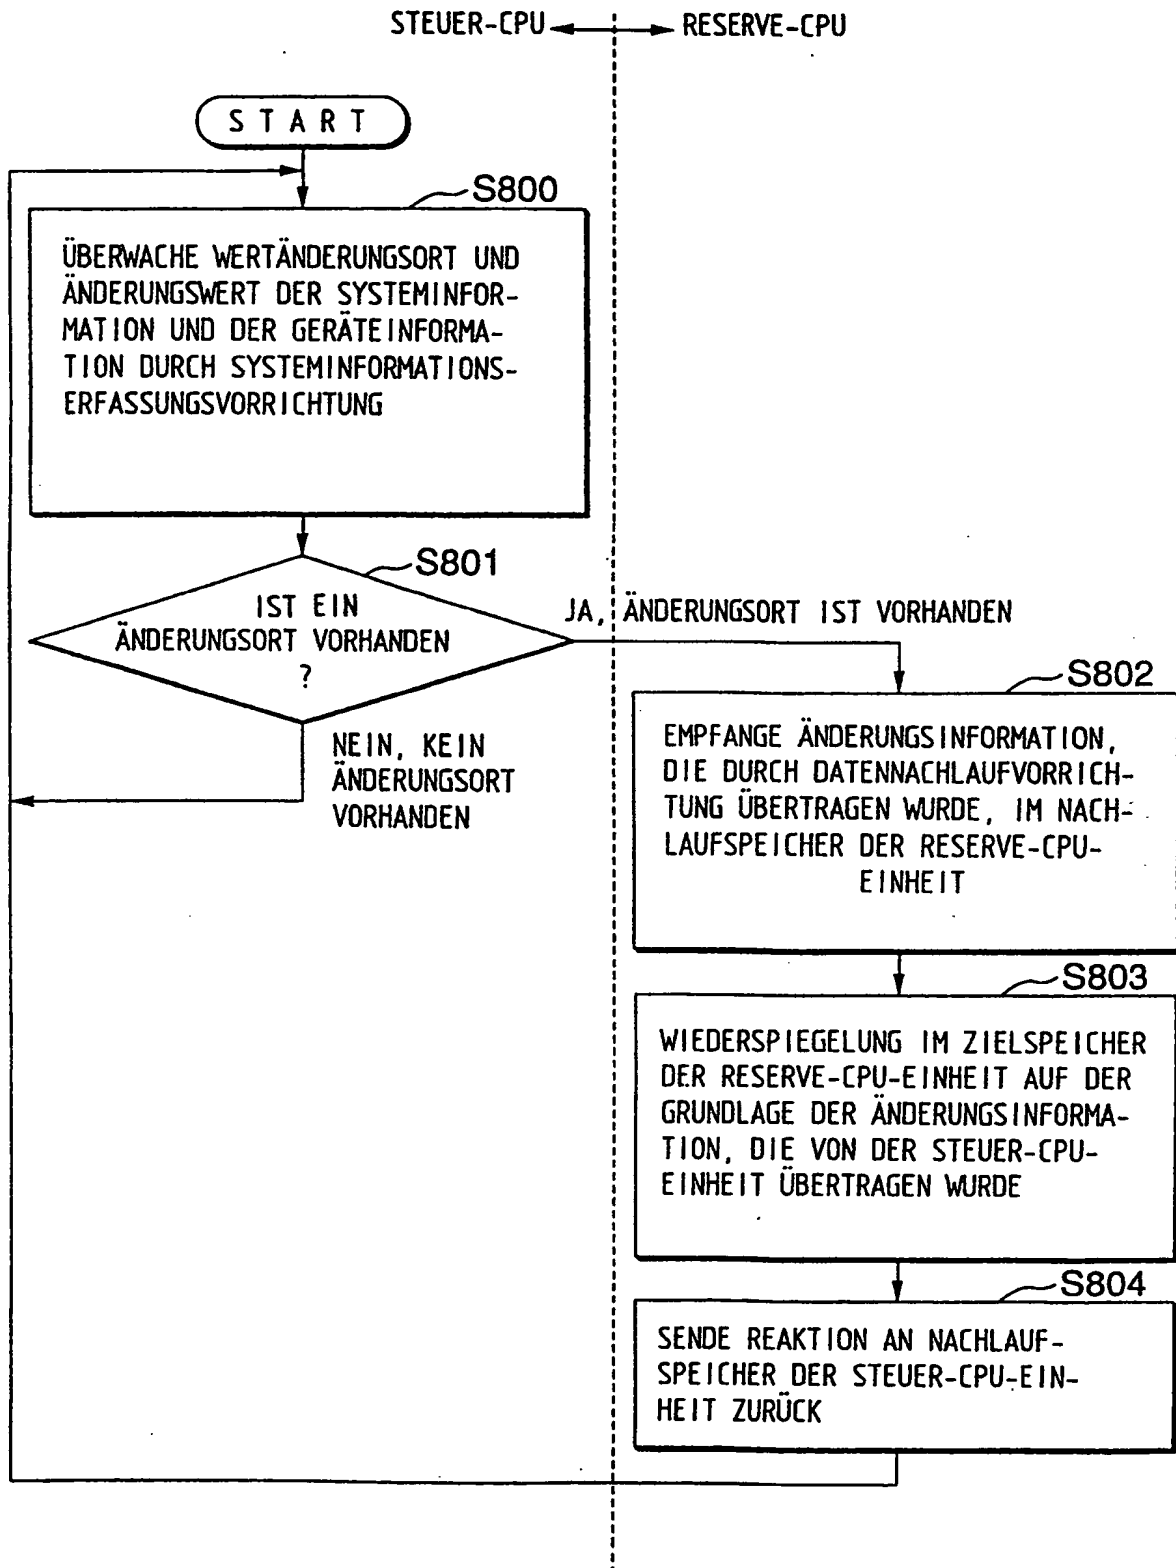 STEUER-CPU RESERVE-CPU
START
S800
ÜBERWACHE WERTÄNDERUNGSORT UND
ÄNDERUNGSWERT DER SYSTEMINFOR-
MATION UND DER GERÄTEINFORMA-
TION DURCH SYSTEMINFORMATIONS-
ERFASSUNGSVORRICHTUNG
S801
IST EIN
ÄNDERUNGSORT VORHANDEN
?
JA, ÄNDERUNGSORT IST VORHANDEN
NEIN, KEIN
ÄNDERUNGSORT
VORHANDEN
S802
EMPFANGE ÄNDERUNGSINFORMATION,
DIE DURCH DATENNACHLAUFVORRICH-
TUNG ÜBERTRAGEN WURDE, IM NACH-
LAUFSPEICHER DER RESERVE-CPU-
EINHEIT
S803
WIEDERSPIEGELUNG IM ZIELSPEICHER
DER RESERVE-CPU-EINHEIT AUF DER
GRUNDLAGE DER ÄNDERUNGSINFORMA-
TION, DIE VON DER STEUER-CPU-
EINHEIT ÜBERTRAGEN WURDE
S804
SENDE REAKTION AN NACHLAUF-
SPEICHER DER STEUER-CPU-EIN-
HEIT ZURÜCK